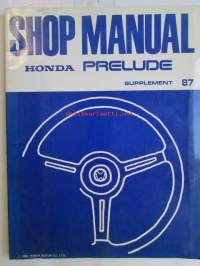 SHOP MANUAL
HONDA PRELUDE
SUPPLEMENT 87